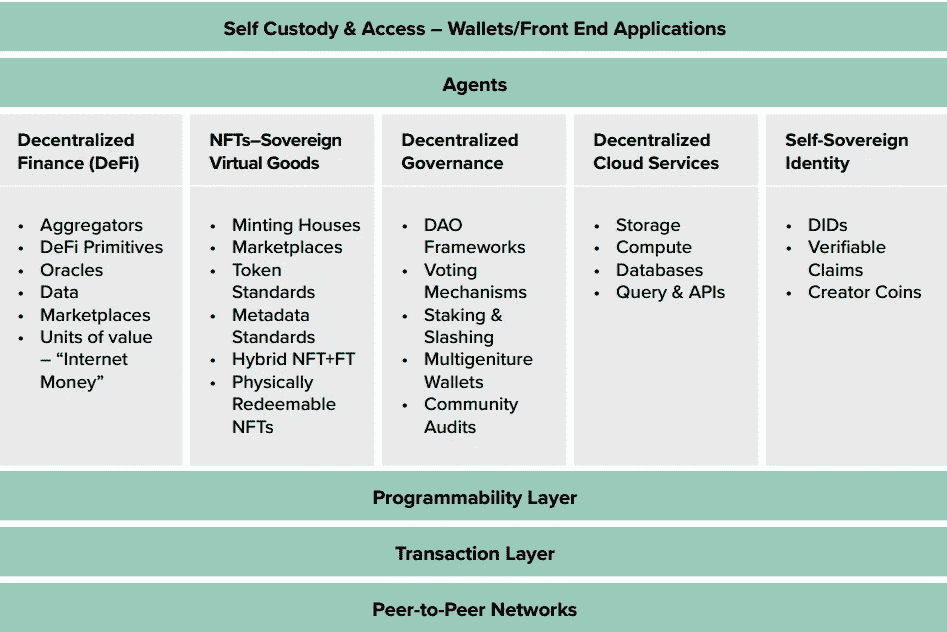 Self Custody & Access – Wallets/Front End Applications
Agents
Decentralized
Finance (DeFi)
• Aggregators
• DeFi Primitives
• Oracles
• Data
• Marketplaces
• Units of value
– “Internet
Money”
NFTs–Sovereign
Virtual Goods
• Minting Houses
• Marketplaces
• Token
Standards
• Metadata
Standards
• Hybrid NFT+FT
• Physically
Redeemable
NFTs
Decentralized
Governance
• DAO
Frameworks
• Voting
Mechanisms
• Staking &
Slashing
• Multigeniture
Wallets
• Community
Audits
Decentralized
Cloud Services
• Storage
• Compute
• Databases
• Query & APIs
Self-Sovereign
Identity
• DIDs
• Verifiable
Claims
• Creator Coins
Programmability Layer
Transaction Layer
Peer-to-Peer Networks